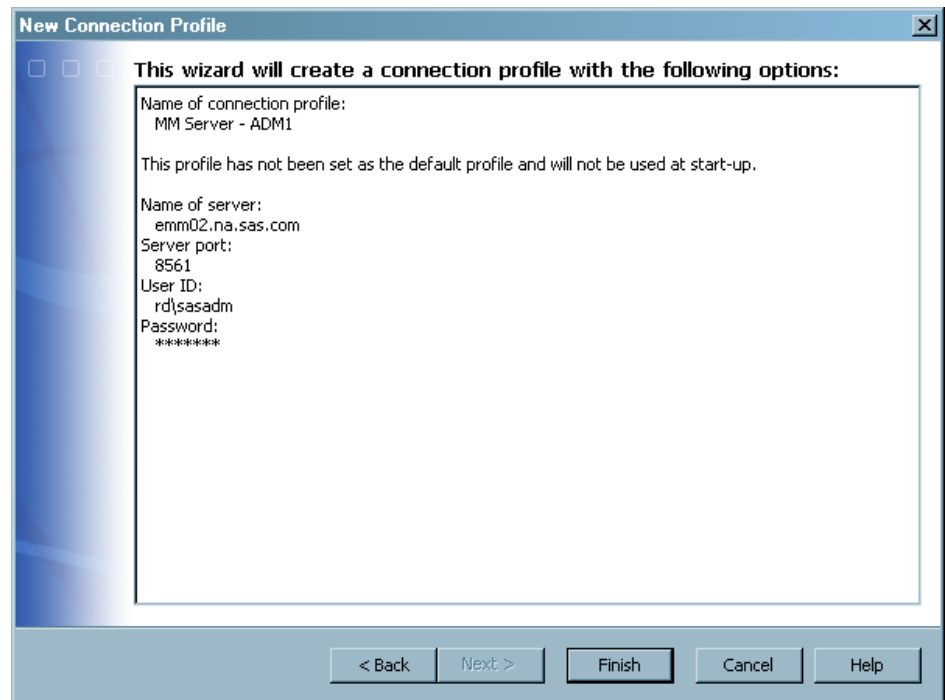 New Connection Profile
This wizard will create a connection profile with the following options:
Name of connection profile:
MM Server - ADM1
This profile has not been set as the default profile and will not be used at start-up.
Name of server:
emm02.na.sas.com
Server port:
8561
User ID:
rd\sasadm
Password:
*******
< Back
Next >
Finish
Cancel
Help